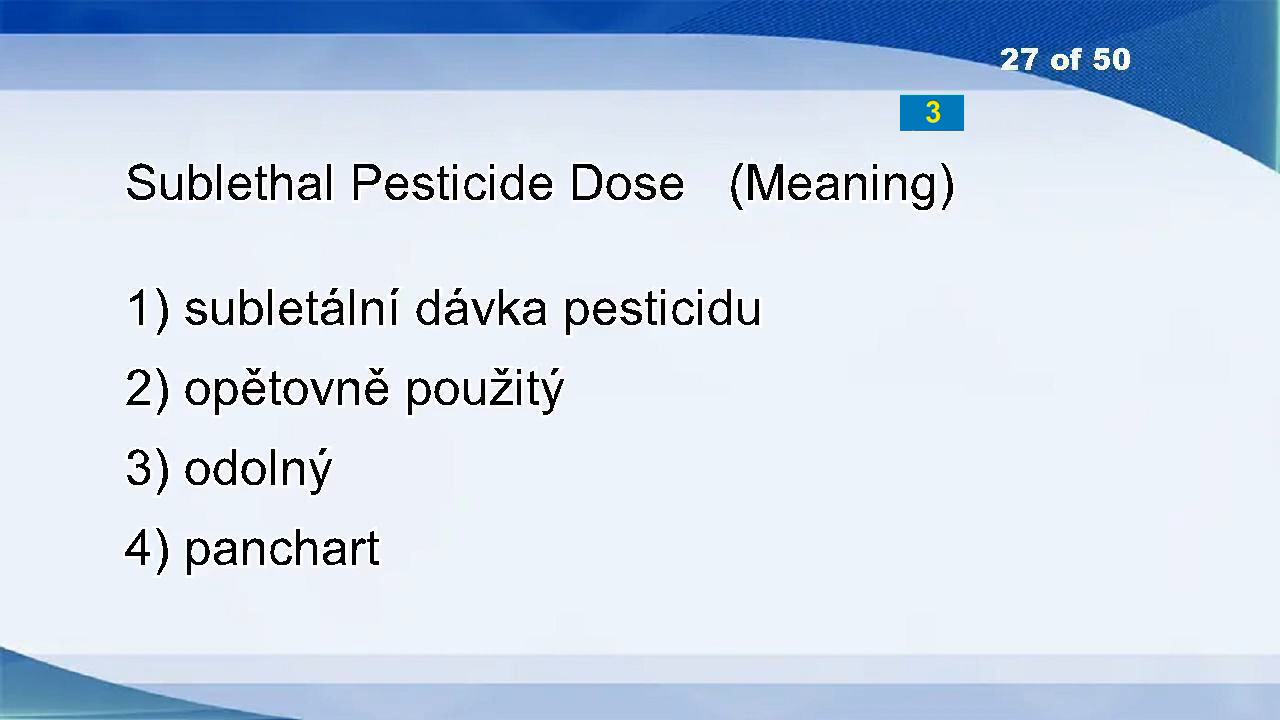 27 of 50
3
Sublethal Pesticide Dose (Meaning)
1) subletální dávka pesticidu
2) opětovně použitý
3) odolný
4) panchart